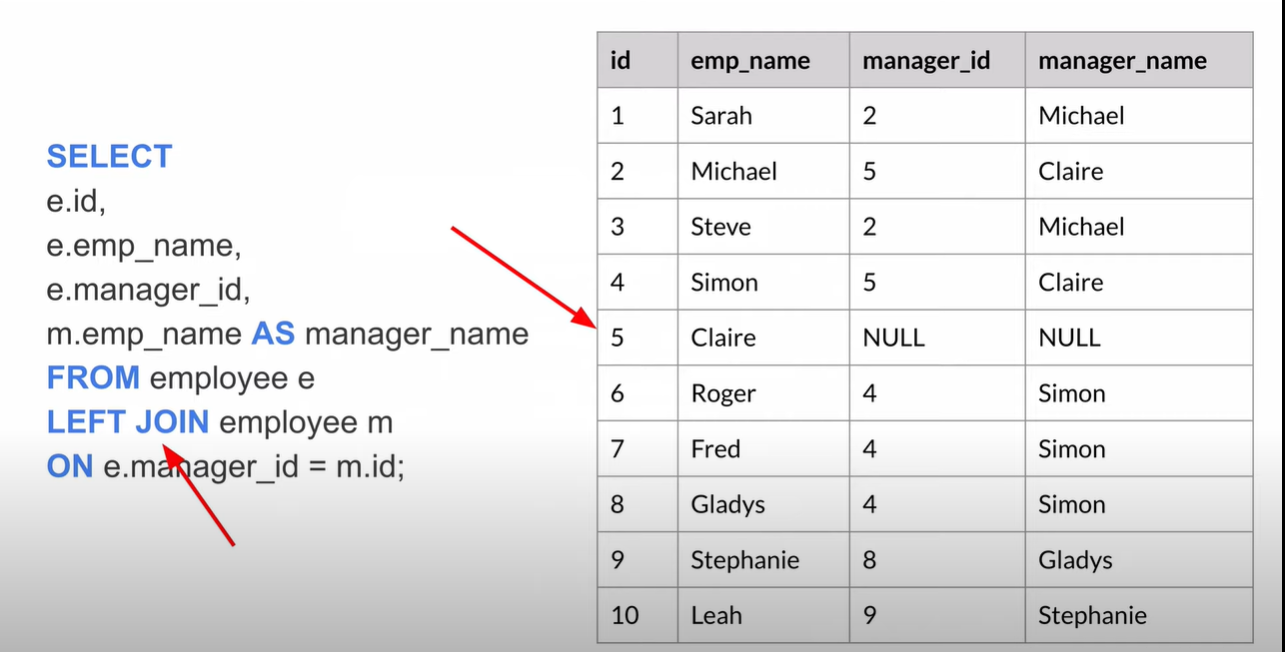 SELECT
e.id,
e.emp_name,
e.manager_id,
m.emp_name AS manager_name
FROM employee e
LEFT JOIN employee m
ON e.manager_id = m.id;
id emp_name manager_id manager_name
1 Sarah 2 Michael
2 Michael 5 Claire
3 Steve 2 Michael
4 Simon 5 Claire
5 Claire NULL NULL
6 Roger 4 Simon
7 Fred 4 Simon
8 Gladys 4 Simon
9 Stephanie 8 Gladys
10 Leah 9 Stephanie